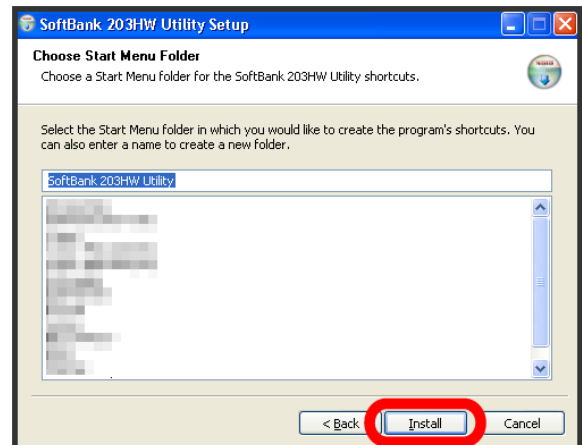 SoftBank 203HW Utility Setup
Choose Start Menu Folder
Choose a Start Menu folder for the SoftBank 203HW Utility shortcuts.
Select the Start Menu folder in which you would like to create the program's shortcuts. You
can also enter a name to create a new folder.
SoftBank 203HW Utility
< Back
Install
Cancel